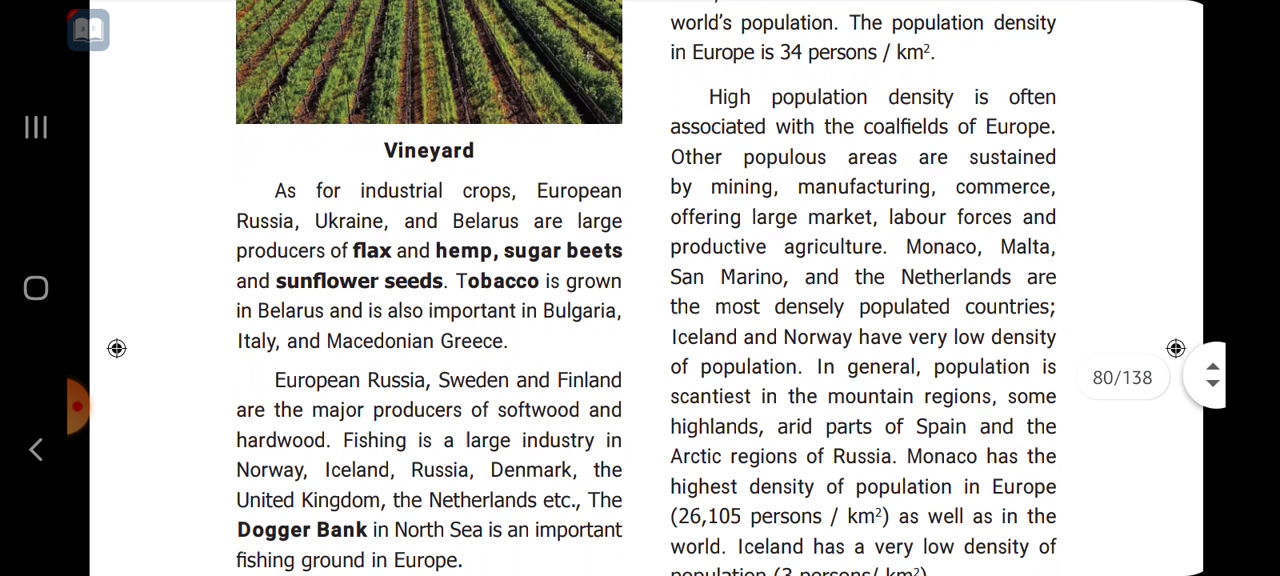 Vineyard
As for industrial crops, European
Russia, Ukraine, and Belarus are large
producers of flax and hemp, sugar beets
and sunflower seeds. Tobacco is grown
in Belarus and is also important in Bulgaria,
Italy, and Macedonian Greece.
European Russia, Sweden and Finland
are the major producers of softwood and
hardwood. Fishing is a large industry in
Norway, Iceland, Russia, Denmark, the
United Kingdom, the Netherlands etc., The
Dogger Bank in North Sea is an important
fishing ground in Europe.
world's population. The population density
in Europe is 34 persons / km².
High population density is often
associated with the coalfields of Europe.
Other populous areas are sustained
by mining, manufacturing, commerce,
offering large market, labour forces and
productive agriculture. Monaco, Malta,
San Marino, and the Netherlands are
the most densely populated countries;
Iceland and Norway have very low density
of population. In general, population is
scantiest in the mountain regions, some
highlands, arid parts of Spain and the
Arctic regions of Russia. Monaco has the
highest density of population in Europe
(26,105 persons / km²) as well as in the
world. Iceland has a very low density of
population (3 persons/ km²)
80/138